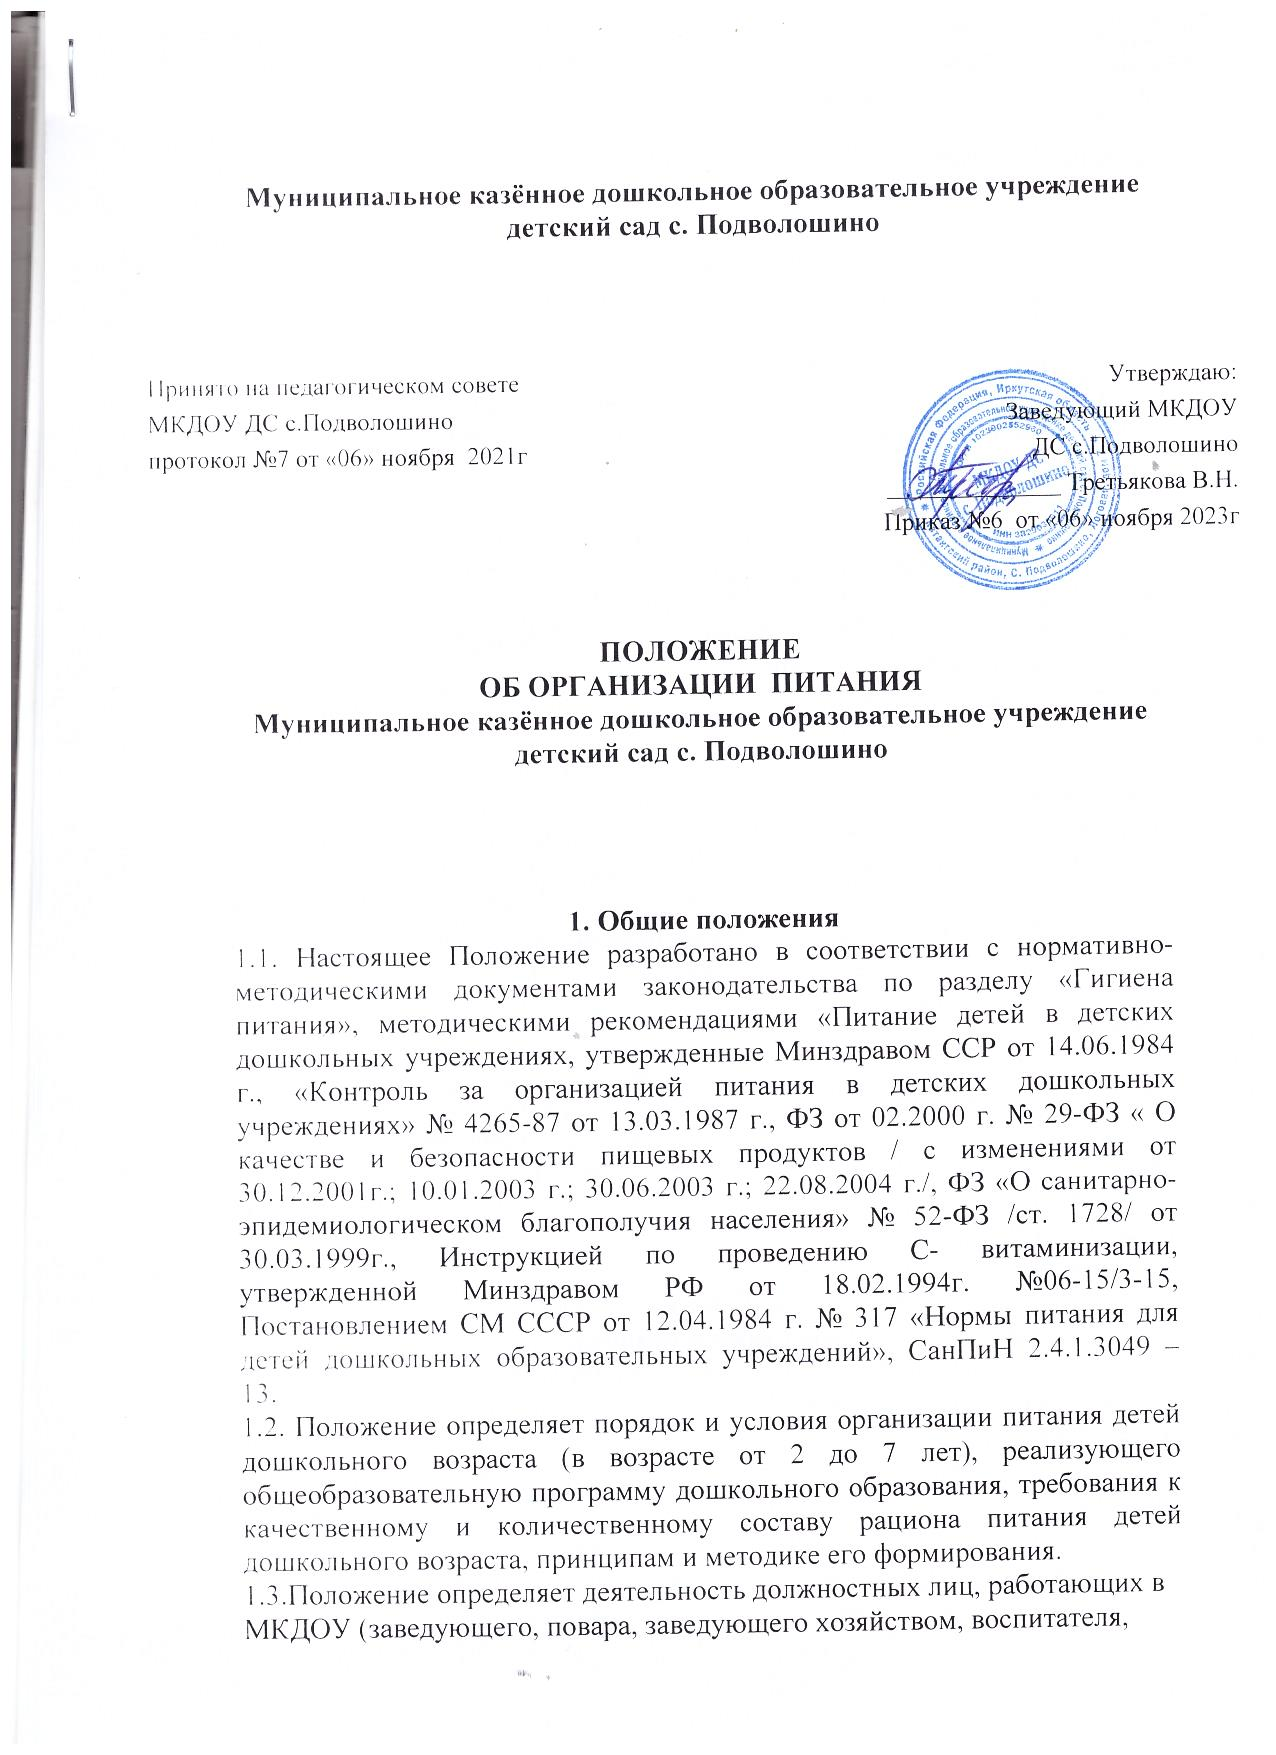 Муниципальное казённое дошкольное образовательное учреждение
детский сад с. Подволошино
Принято на педагогическом совете
МКДОУ ДС с.Подволошино
протокол №7 от «06» ноября 2021г
Утверждаю:
Заведующий МКДОУ
ДС с.Подволошино
Третьякова В.Н.
Приказ №6 от «06» ноября 2023г
МКДОУ ДС
с. Подволошино
ПОЛОЖЕНИЕ
ОБ ОРГАНИЗАЦИИ ПИТАНИЯ
Муниципальное казённое дошкольное образовательное учреждение
детский сад с. Подволошино
1. Общие положения
1.1. Настоящее Положение разработано в соответствии с нормативно-
методическими документами законодательства по разделу «Гигиена
питания», методическими рекомендациями «Питание детей в детских
дошкольных учреждениях, утвержденные Минздравом ССР от 14.06.1984
г., «Контроль за организацией питания в детских дошкольных
учреждениях» № 4265-87 от 13.03.1987 г., ФЗ от 02.2000 г. № 29-ФЗ « О
качестве и безопасности пищевых продуктов / с изменениями от
30.12.2001г.; 10.01.2003 г.; 30.06.2003 г.; 22.08.2004 г./, ФЗ «О санитарно-
эпидемиологическом благополучия населения» № 52-ФЗ /ст. 1728/ от
30.03.1999г., Инструкцией по проведению С- витаминизации,
утвержденной Минздравом РФ от 18.02.1994г. №06-15/3-15,
Постановлением СМ СССР от 12.04.1984 г. № 317 «Нормы питания для
детей дошкольных образовательных учреждений», СанПиН 2.4.1.3049 –
13.
1.2. Положение определяет порядок и условия организации питания детей
дошкольного возраста (в возрасте от 2 до 7 лет), реализующего
общеобразовательную программу дошкольного образования, требования к
качественному и количественному составу рациона питания детей
дошкольного возраста, принципам и методике его формирования.
1.3.Положение определяет деятельность должностных лиц, работающих в
МКДОУ (заведующего, повара, заведующего хозяйством, воспитателя,